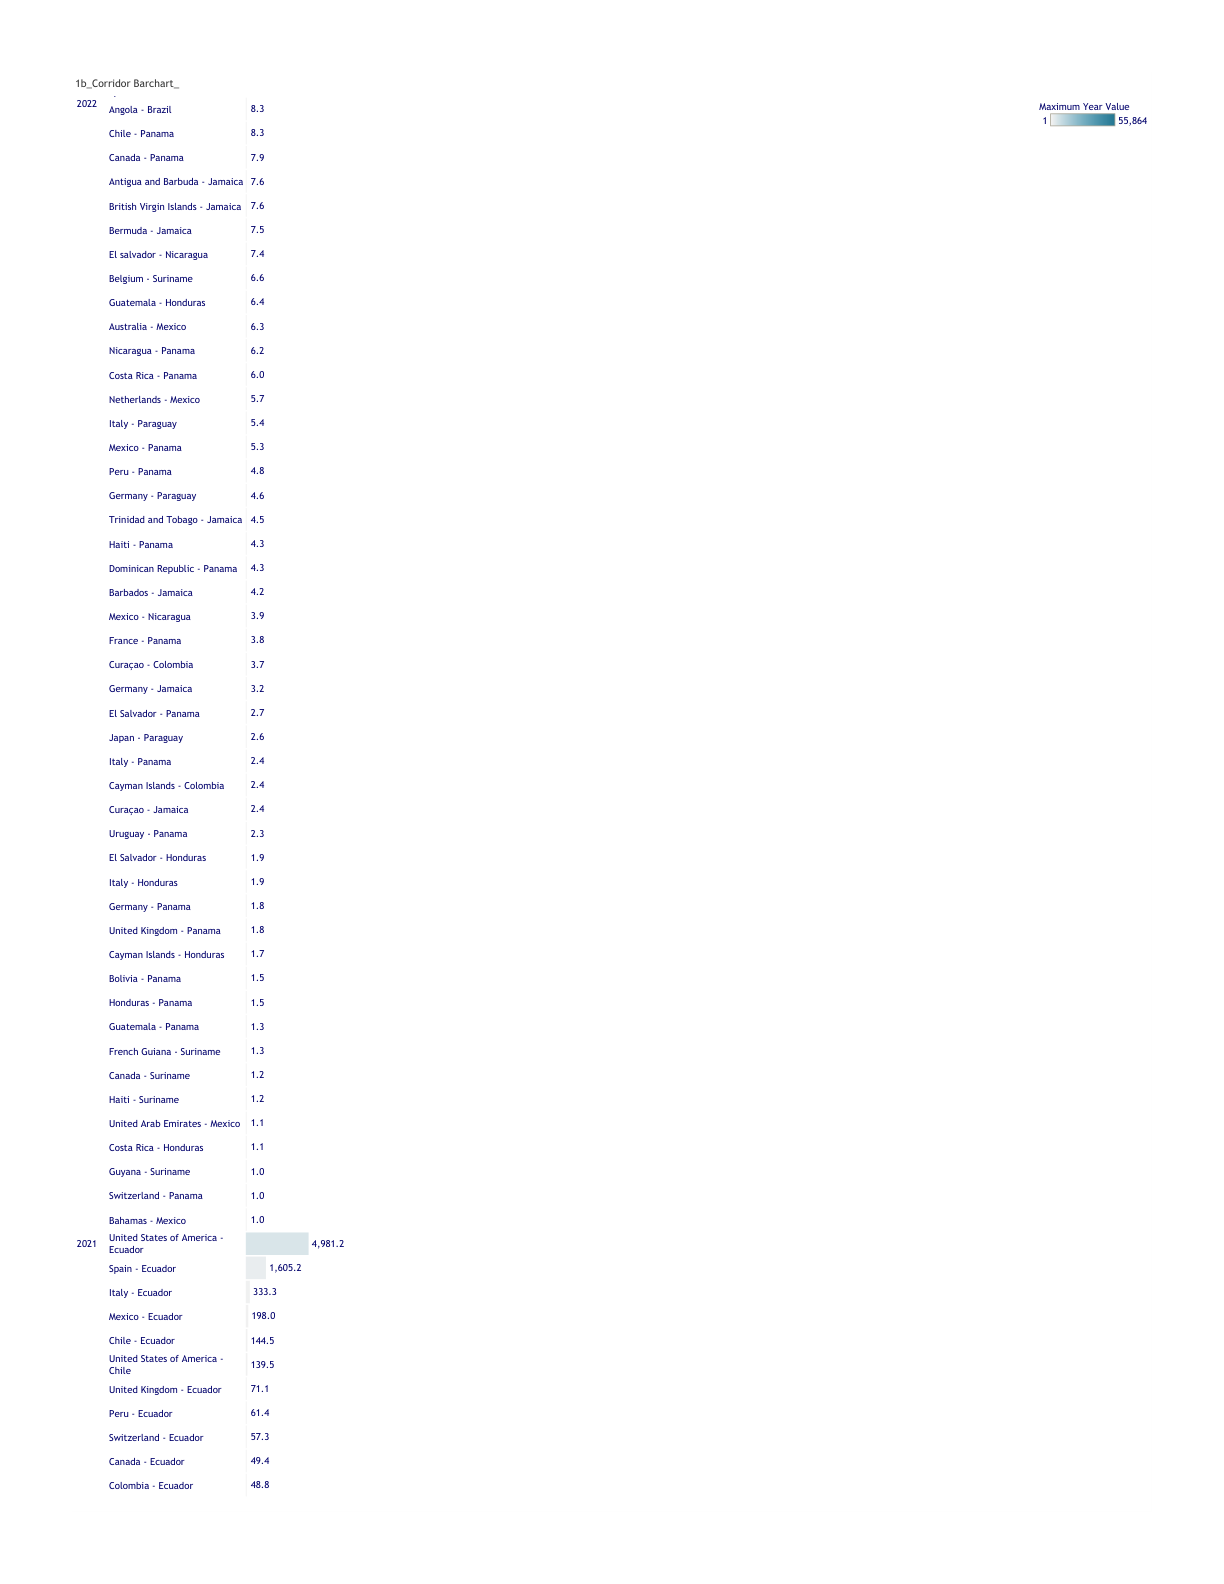 1b_Corridor Barchart_
Maximum Year Value
1 55,864
2022 Angola - Brazil 8.3
Chile - Panama 8.3
Canada - Panama 7.9
Antigua and Barbuda - Jamaica 7.6
British Virgin Islands - Jamaica 7.6
Bermuda - Jamaica 7.5
El salvador - Nicaragua 7.4
Belgium - Suriname 6.6
Guatemala - Honduras 6.4
Australia - Mexico 6.3
Nicaragua - Panama 6.2
Costa Rica - Panama 6.0
Netherlands - Mexico 5.7
Italy - Paraguay 5.4
Mexico - Panama 5.3
Peru - Panama 4.8
Germany - Paraguay 4.6
Trinidad and Tobago - Jamaica 4.5
Haiti - Panama 4.3
Dominican Republic - Panama 4.3
Barbados - Jamaica 4.2
Mexico - Nicaragua 3.9
France - Panama 3.8
Curaçao - Colombia 3.7
Germany - Jamaica 3.2
El Salvador - Panama 2.7
Japan - Paraguay 2.6
Italy - Panama 2.4
Cayman Islands - Colombia 2.4
Curaçao - Jamaica 2.4
Uruguay - Panama 2.3
El Salvador - Honduras 1.9
Italy - Honduras 1.9
Germany - Panama 1.8
United Kingdom - Panama 1.8
Cayman Islands - Honduras 1.7
Bolivia - Panama 1.5
Honduras - Panama 1.5
Guatemala - Panama 1.3
French Guiana - Suriname 1.3
Canada - Suriname 1.2
Haiti - Suriname 1.2
United Arab Emirates - Mexico 1.1
Costa Rica - Honduras 1.1
Guyana - Suriname 1.0
Switzerland - Panama 1.0
Bahamas - Mexico 1.0
2021 United States of America -
Ecuador 4,981.2
Spain - Ecuador 1,605.2
Italy - Ecuador 333.3
Mexico - Ecuador 198.0
Chile - Ecuador 144.5
United States of America -
Chile 139.5
United Kingdom - Ecuador 71.1
Peru - Ecuador 61.4
Switzerland - Ecuador 57.3
Canada - Ecuador 49.4
Colombia - Ecuador 48.8